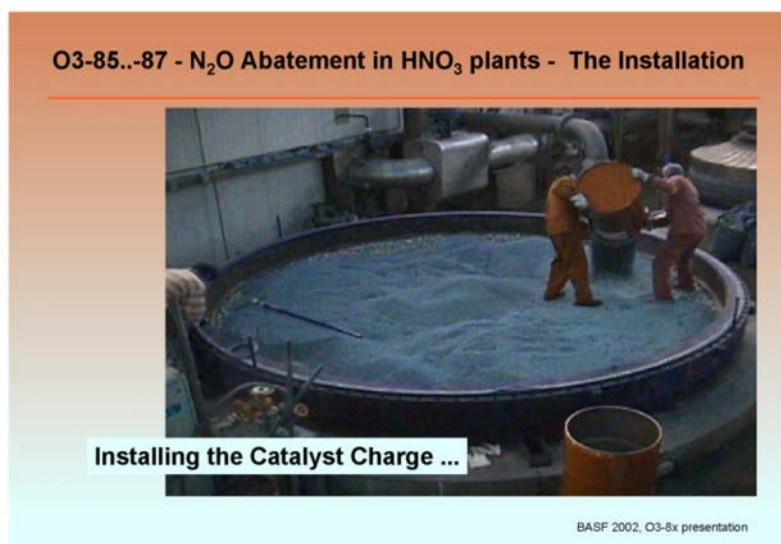 O3-85..-87 - N₂O Abatement in HNO₃ plants - The Installation
Installing the Catalyst Charge ...
BASF 2002, O3-8x presentation